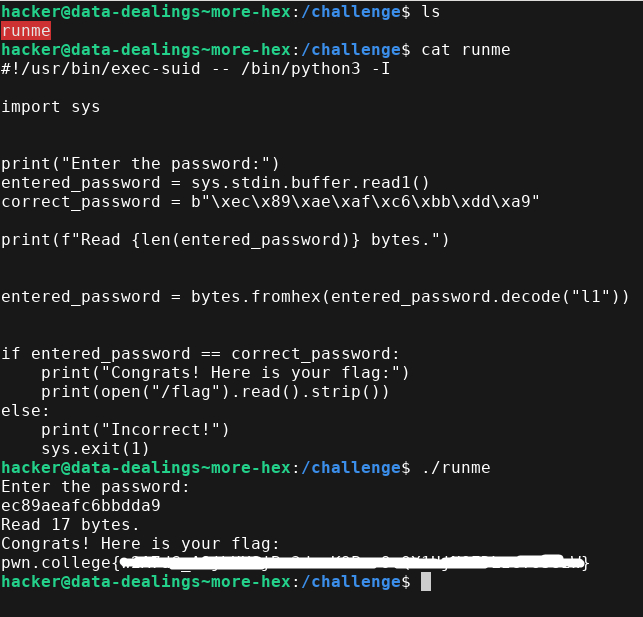 hacker@data-dealings~more-hex:/challenge$ ls
runme
hacker@data-dealings~more-hex:/challenge$ cat runme
#!/usr/bin/exec-suid -- /bin/python3 -I
import sys
print("Enter the password:")
entered_password = sys.stdin.buffer.read1()
correct_password = b"\xec\x89\xae\xaf\xc6\xbb\xdd\xa9"
print(f"Read {len(entered_password)} bytes.")
entered_password = bytes.fromhex(entered_password.decode("l1"))
if entered_password == correct_password:
    print("Congrats! Here is your flag:")
    print(open("/flag").read().strip())
else:
    print("Incorrect!")
    sys.exit(1)
hacker@data-dealings~more-hex:/challenge$ ./runme
Enter the password:
ec89aeafc6bbdda9
Read 17 bytes.
Congrats! Here is your flag:
pwn.college{
hacker@data-dealings~more-hex:/challenge$